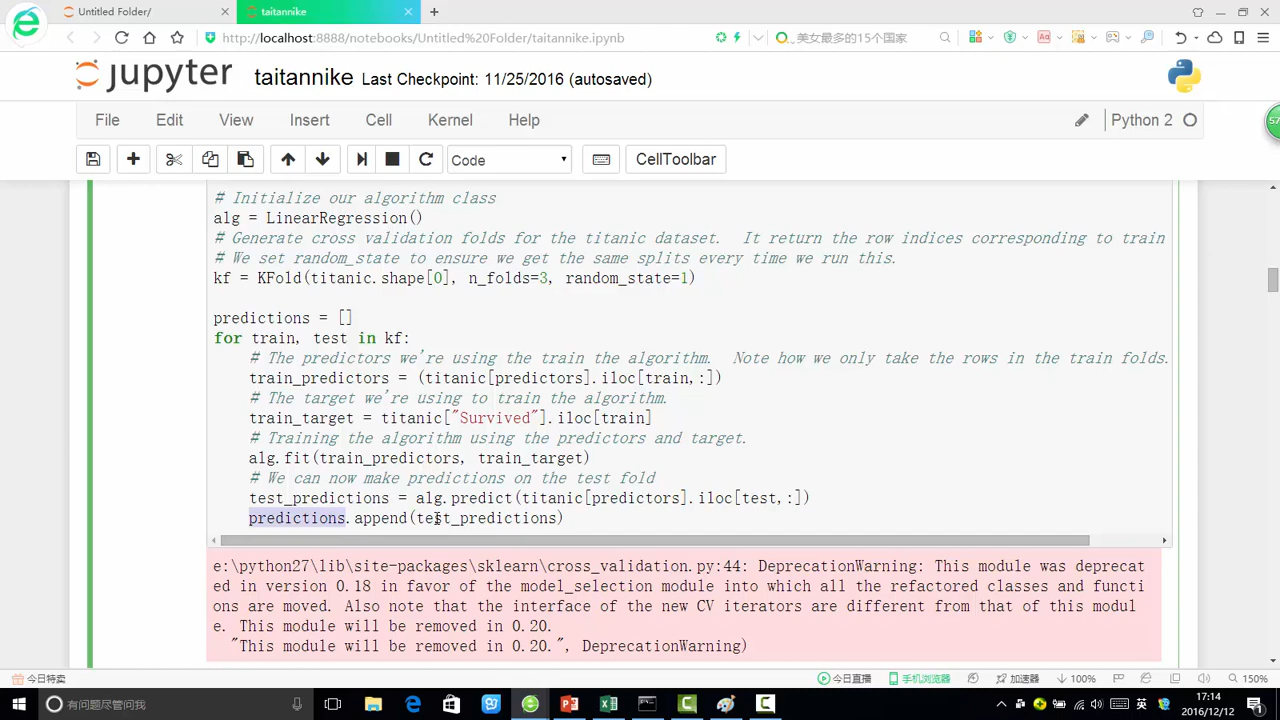 Untitled Folder/
taitannike
http://localhost:8888/notebooks/Untitled%20Folder/taitannike.ipynb
美女最多的15个国家
jupyter taitannike Last Checkpoint: 11/25/2016 (autosaved)
File Edit View Insert Cell Kernel Help Python 2
57
Code CellToolbar
# Initialize our algorithm class
alg = LinearRegression()
# Generate cross validation folds for the titanic dataset.  It return the row indices corresponding to train
# We set random_state to ensure we get the same splits every time we run this.
kf = KFold(titanic.shape[0], n_folds=3, random_state=1)
predictions = []
for train, test in kf:
# The predictors we're using the train the algorithm.  Note how we only take the rows in the train folds.
train_predictors = (titanic[predictors].iloc[train,:])
# The target we're using to train the algorithm.
train_target = titanic["Survived"].iloc[train]
# Training the algorithm using the predictors and target.
alg.fit(train_predictors, train_target)
# We can now make predictions on the test fold
test_predictions = alg.predict(titanic[predictors].iloc[test,:])
predictions.append(test_predictions)
e:\python27\lib\site-packages\sklearn\cross_validation.py:44: DeprecationWarning: This module was deprecat
ed in version 0.18 in favor of the model_selection module into which all the refactored classes and functi
ons are moved. Also note that the interface of the new CV iterators are different from that of this modul
e. This module will be removed in 0.20.
"This module will be removed in 0.20.", DeprecationWarning)
今日特卖 今日直播 手机浏览器 加速器 100% 150%
有问题尽管问我 英 17:14
2016/12/12